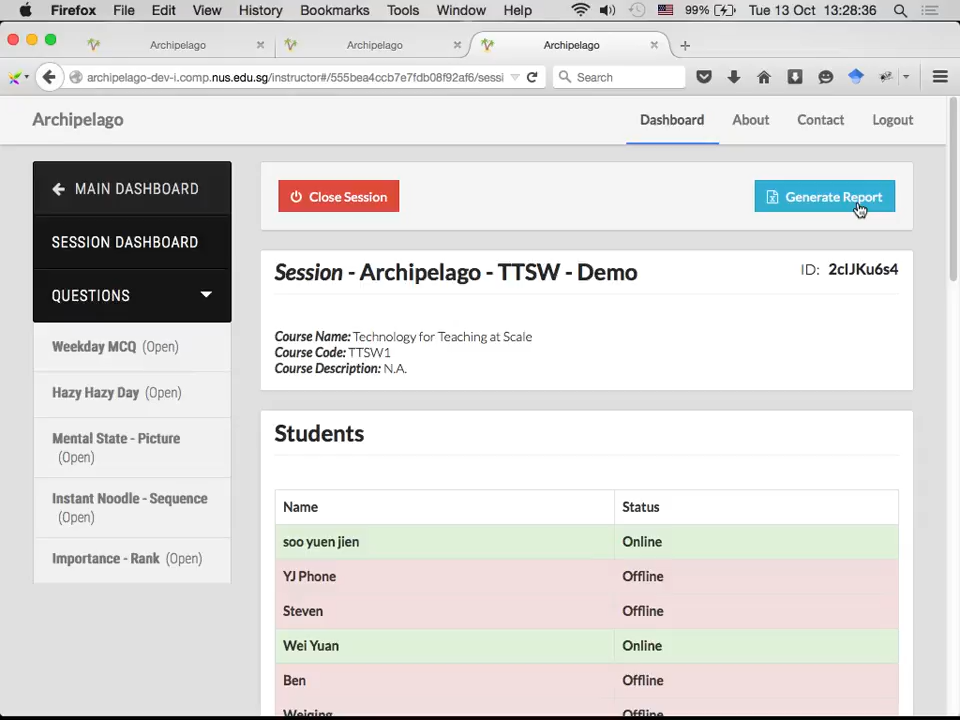 Firefox File Edit View History Bookmarks Tools Window Help 99% Tue 13 Oct 13:28:36
Archipelago Archipelago Archipelago
archipelago-dev-i.comp.nus.edu.sg/instructor#/555bea4ccb7e7fdb08f92af6/sessi Search
Archipelago Dashboard About Contact Logout
MAIN DASHBOARD
SESSION DASHBOARD
QUESTIONS
Weekday MCQ (Open)
Hazy Hazy Day (Open)
Mental State - Picture
(Open)
Instant Noodle - Sequence
(Open)
Importance - Rank (Open)
Close Session Generate Report
Session - Archipelago - TTSW - Demo ID: 2clJKu6s4
Course Name: Technology for Teaching at Scale
Course Code: TTSW1
Course Description: N.A.
Students
Name Status
soo yuen jien Online
YJ Phone Offline
Steven Offline
Wei Yuan Online
Ben Offline
Weiqing Offline